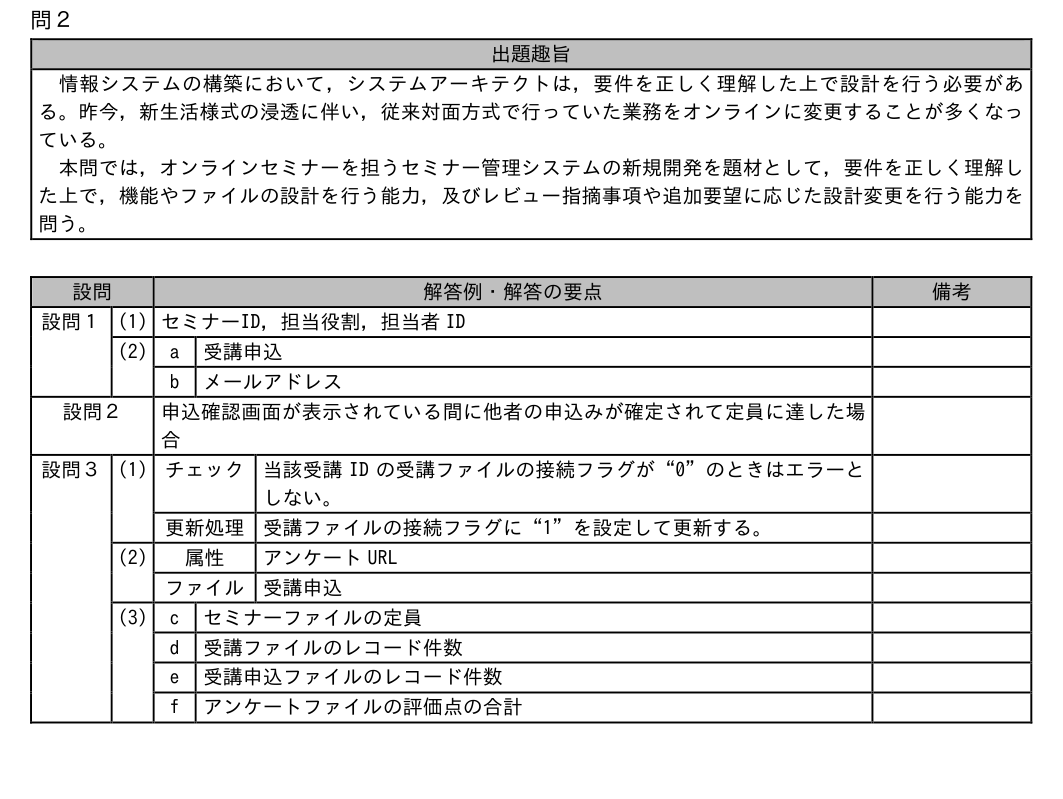 問２
出題趣旨
情報システムの構築において，システムアーキテクトは，要件を正しく理解した上で設計を行う必要があ
る。昨今，新生活様式の浸透に伴い，従来対面方式で行っていた業務をオンラインに変更することが多くなっ
ている。
本問では，オンラインセミナーを担うセミナー管理システムの新規開発を題材として，要件を正しく理解し
た上で，機能やファイルの設計を行う能力，及びレビュー指摘事項や追加要望に応じた設計変更を行う能力を
問う。
設問 解答例・解答の要点 備考
設問１ (1) セミナーID，担当役割，担当者 ID
(2) a 受講申込
b メールアドレス
設問２ 申込確認画面が表示されている間に他者の申込みが確定されて定員に達した場
合
設問３ (1) チェック 当該受講 ID の受講ファイルの接続フラグが“0”のときはエラーと
しない。
更新処理 受講ファイルの接続フラグに“1”を設定して更新する。
(2) 属性 アンケート URL
ファイル 受講申込
(3) c セミナーファイルの定員
d 受講ファイルのレコード件数
e 受講申込ファイルのレコード件数
f アンケートファイルの評価点の合計